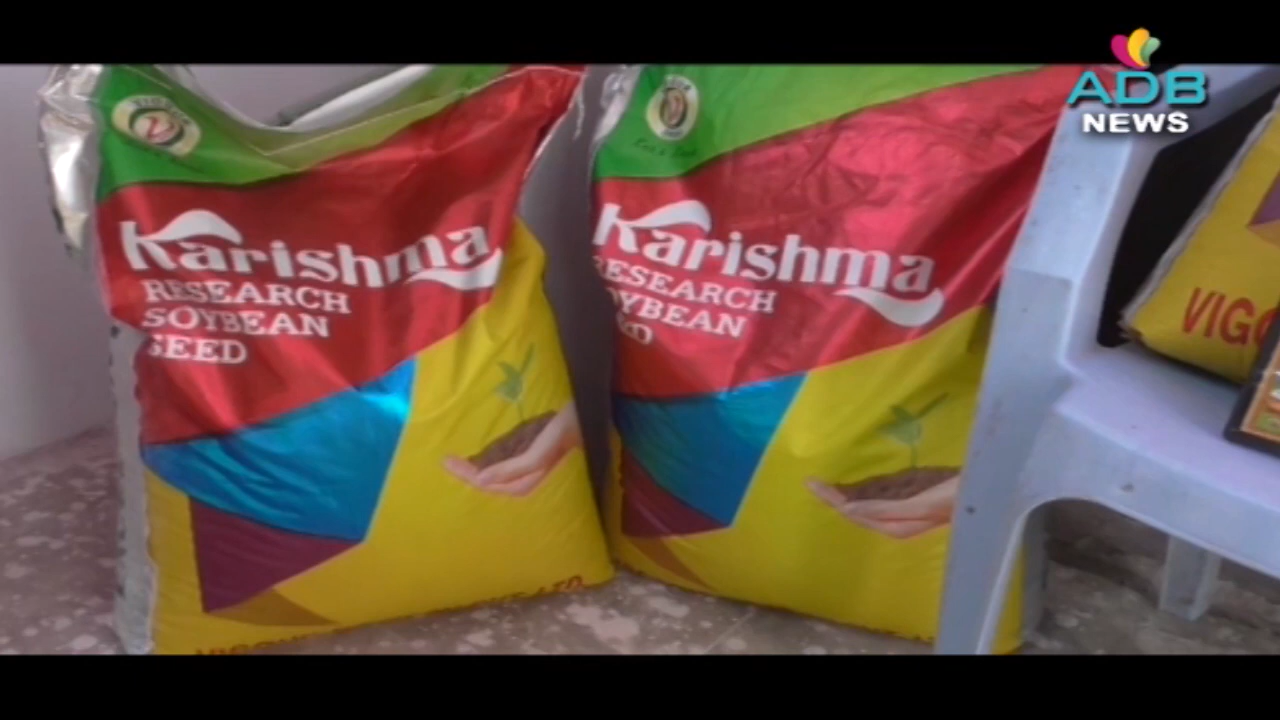 ADB
NEWS
Karishma
RESEARCH
SOYBEAN
SEED
Karishma
RESEARCH
SOYBEAN
VIGO